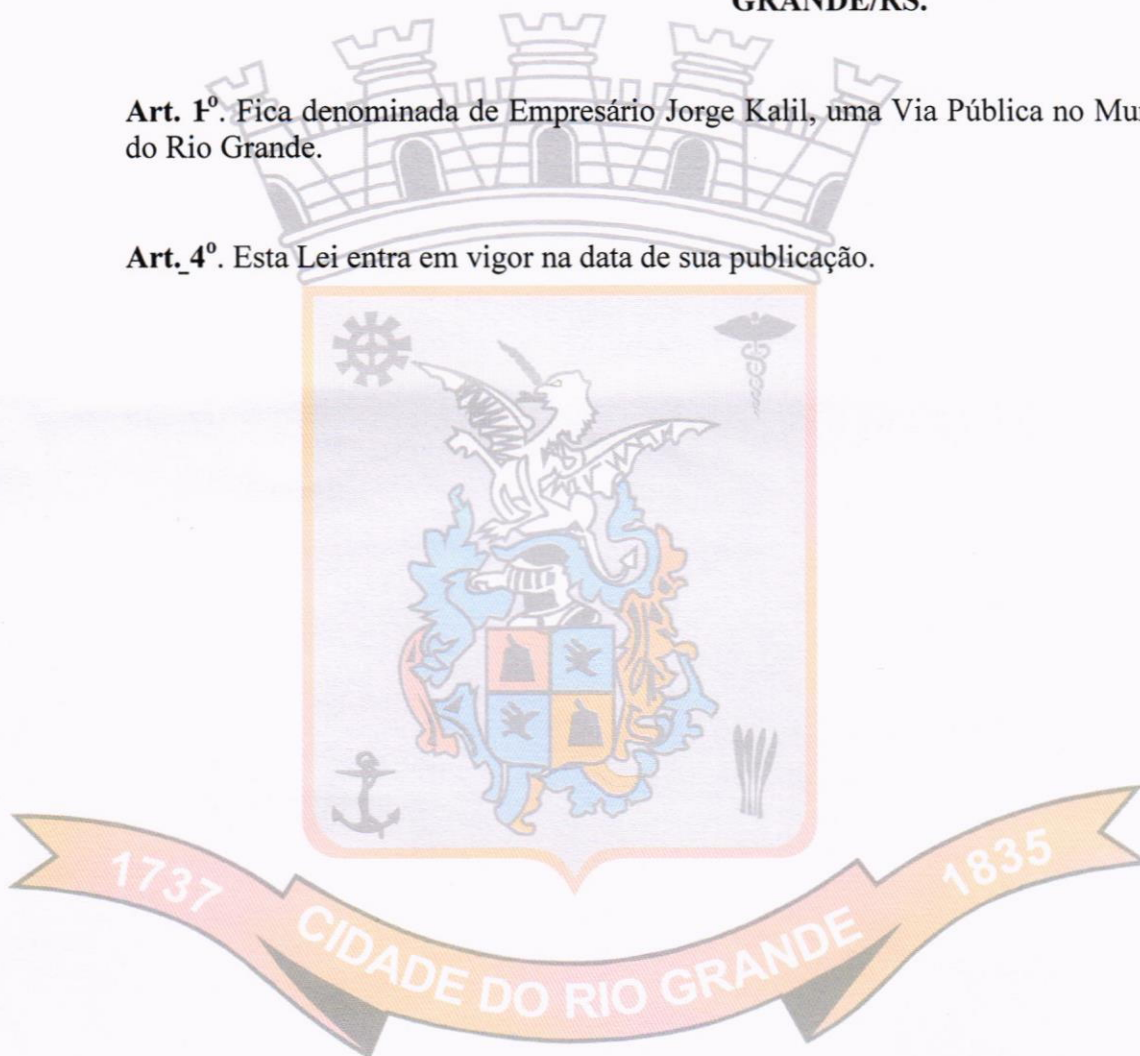 GRANDE/RS.
Art. 1º. Fica denominada de Empresário Jorge Kalil, uma Via Pública no
do Rio Grande.
Art. 4º. Esta Lei entra em vigor na data de sua publicação.
1737 CIDADE DO RIO GRANDE 1835